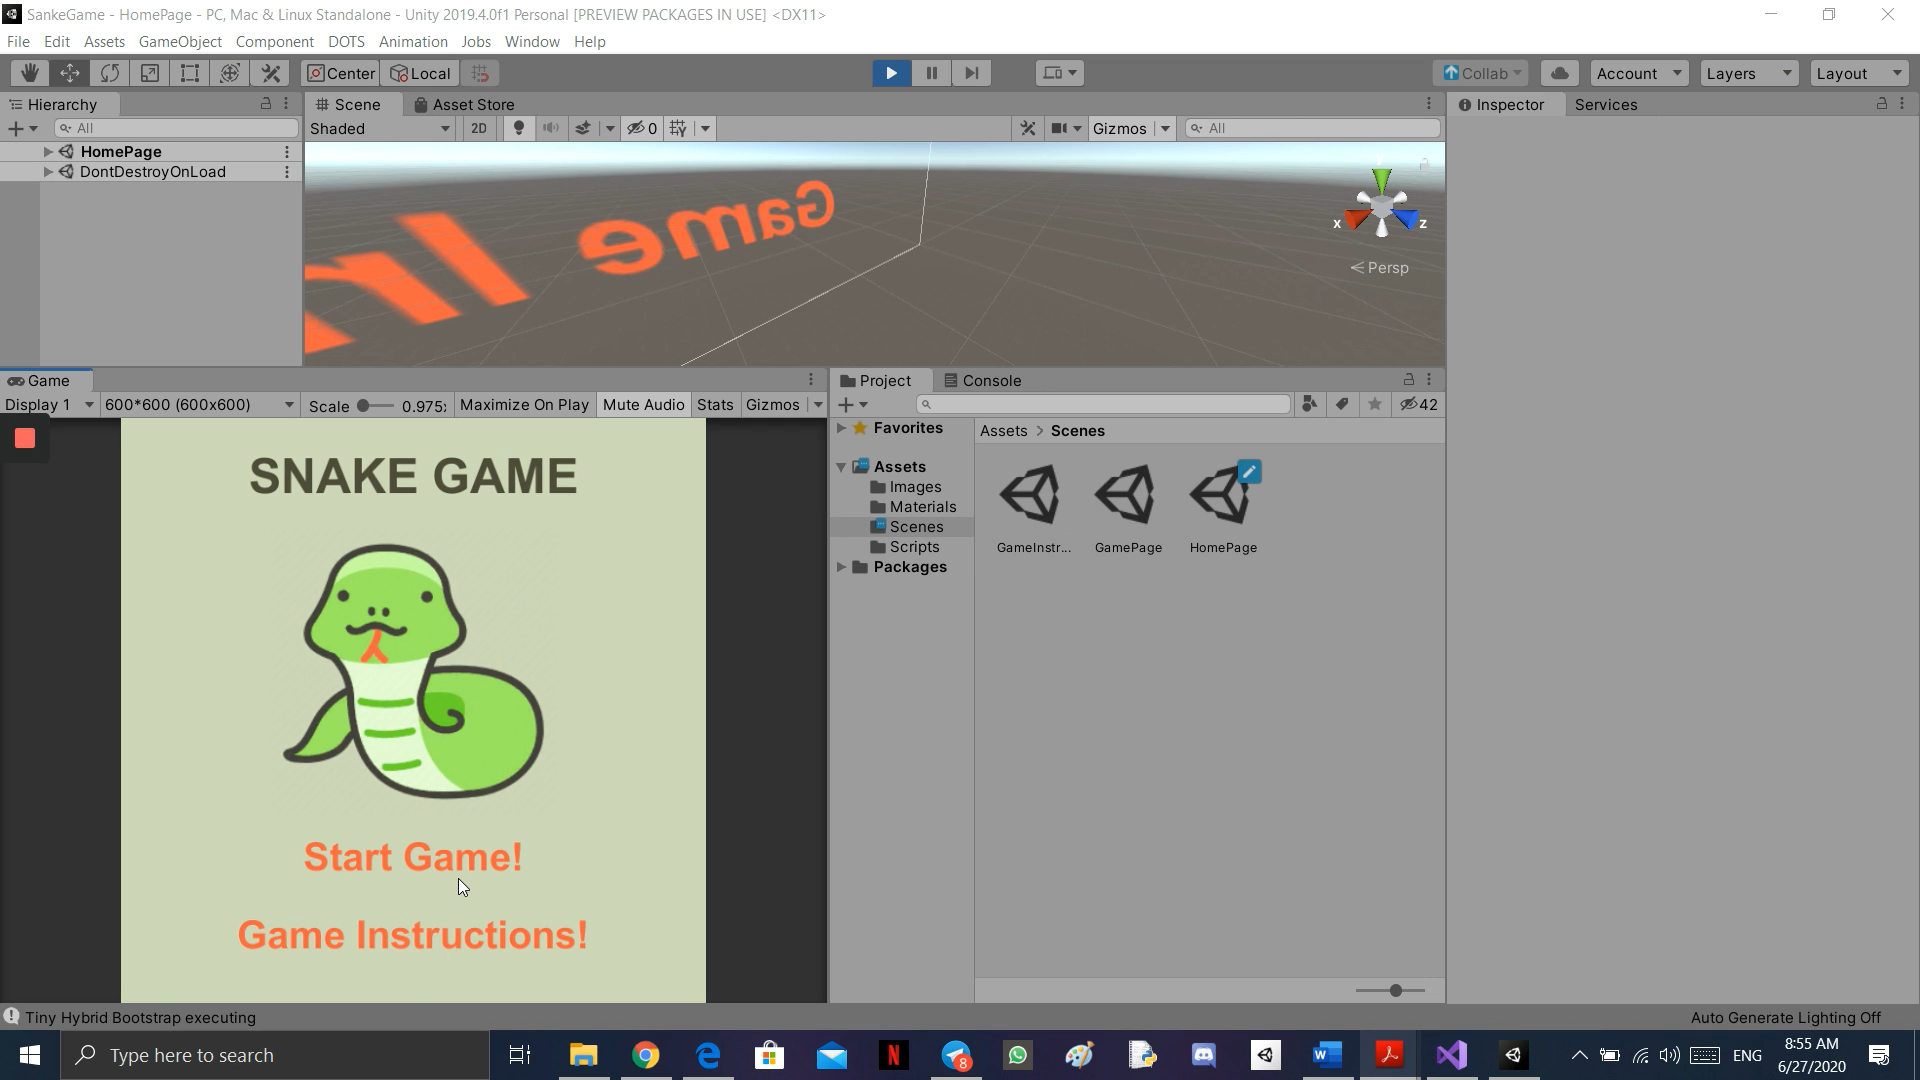 SankeGame - HomePage - PC, Mac & Linux Standalone - Unity 2019.4.0f1 Personal [PREVIEW PACKAGES IN USE] <DX11>
File Edit Assets GameObject Component DOTS Animation Jobs Window Help
Center Local Collab Account Layers Layout
Hierarchy
All
HomePage
DontDestroyOnLoad
Scene Asset Store
Shaded 2D 0 Gizmos All
Game
y
x z
Persp
Inspector Services
Game
Display 1 600*600 (600x600) Scale 0.975: Maximize On Play Mute Audio Stats Gizmos
SNAKE GAME
Start Game!
Game Instructions!
Project Console
42
Favorites
Assets
Images
Materials
Scenes
Scripts
Packages
Assets > Scenes
GameInstr... GamePage HomePage
Tiny Hybrid Bootstrap executing
Auto Generate Lighting Off
Type here to search
8
ENG
8:55 AM
6/27/2020